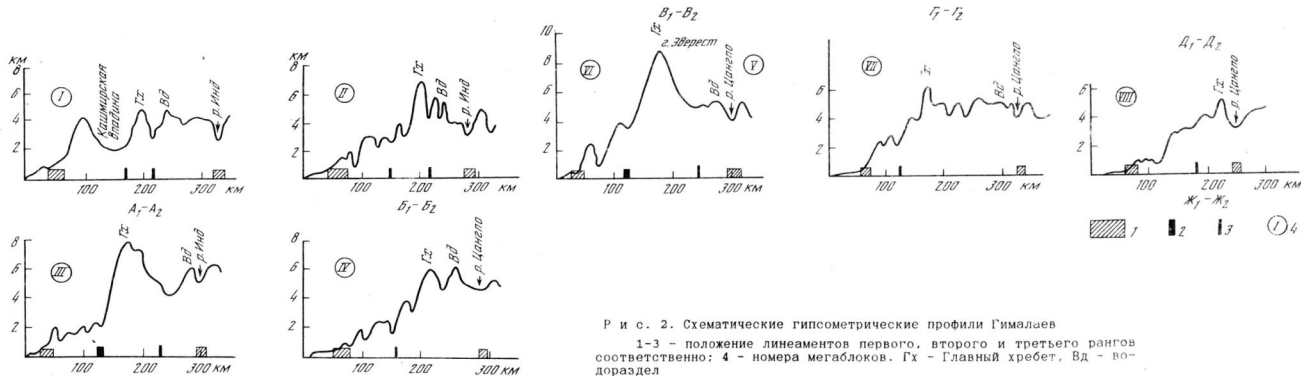 км
8
6
4
2
I
Кашмирская
впадина
Гх
Вд
р. Инд
100
200
300 км
А₁-А₂
8
6
4
2
II
Гх
Вд
р. Инд
100
200
300 км
Б₁-Б₂
В₁-В₂
10
8
6
4
2
VI
Гх
г. Эверест
Вд
р. Цангпо
V
100
200
300 км
Г₁-Г₂
6
4
2
VII
Вд
р. Цангпо
100
200
300 км
Д₁-Д₂
6
4
2
VIII
Гх
р. Цангпо
100
200
300 км
Ж₁-Ж₂
8
6
4
2
III
Гх
Вд
р. Инд
100
200
300 км
8
6
4
2
IV
Гх
Вд
р. Цангпо
100
200
300 км
1
2
3
I 4
Р и с. 2. Схематические гипсометрические профили Гималаев
1-3 - положение линеаментов первого, второго и третьего рангов
соответственно; 4 - номера мегаблоков. Гх - Главный хребет, Вд - во-
дораздел